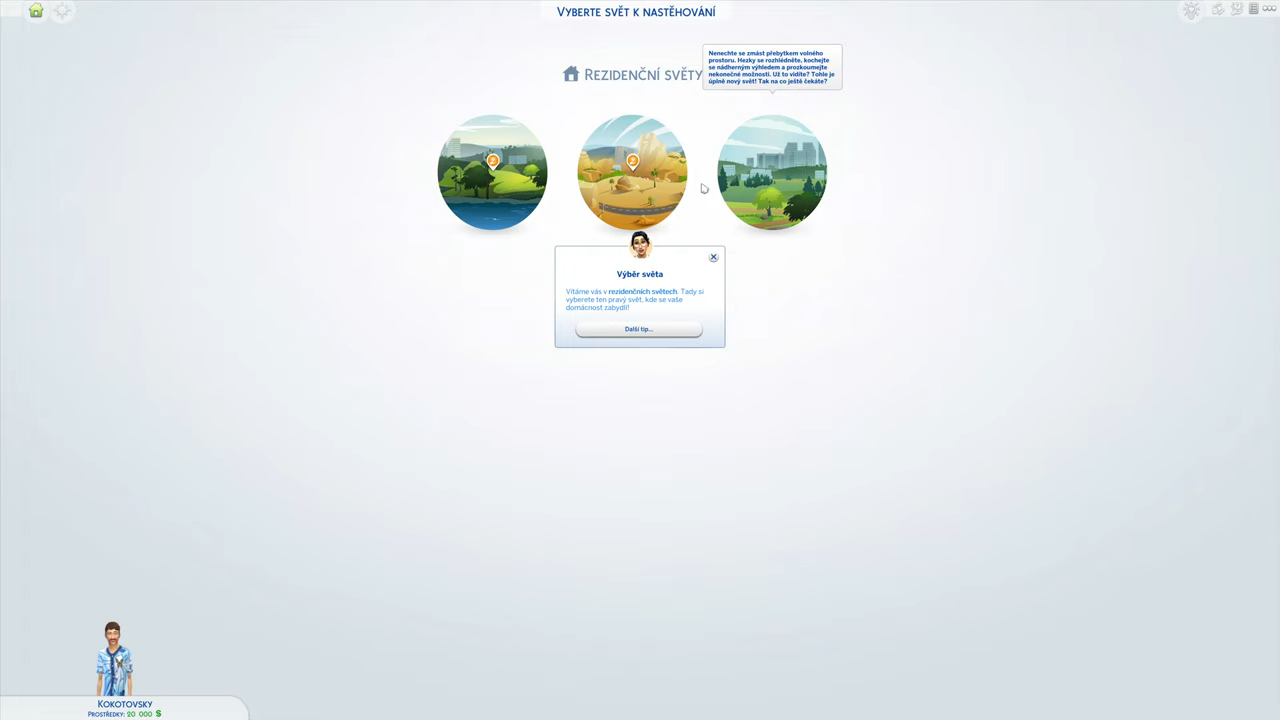 Vyberte svět k nastěhování
Rezidenční světy
Nenechte se zmást přebytkem volného
prostoru. Hezky se rozhlédněte, kochejte
se nádherným výhledem a prozkoumejte
nekonečné možnosti. Už to vidíte? Tohle je
úplně nový svět! Tak na co ještě čekáte?
Výběr světa
Vítáme vás v rezidenčních světech. Tady si
vyberete ten pravý svět, kde se vaše
domácnost zabydlí!
Další tip...
Kokotovsky
Prostředky: 20 000 $